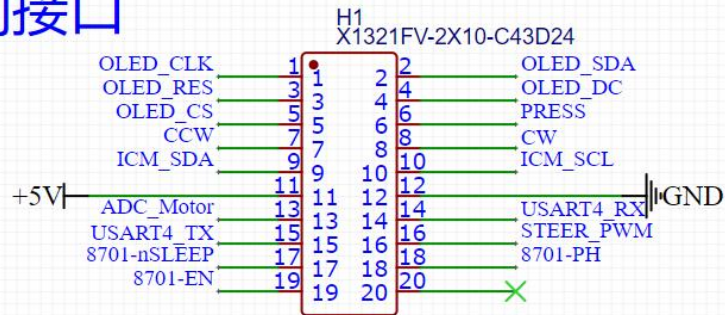 接口
H1
X1321FV-2X10-C43D24
OLED_CLK 1 1 2 2 OLED_SDA
OLED_RES 3 3 4 4 OLED_DC
OLED_CS 5 5 6 6 PRESS
CCW 7 7 8 8 CW
ICM_SDA 9 9 10 10 ICM_SCL
+5V 11 11 12 12 GND
ADC_Motor 13 13 14 14 USART4_RX
USART4_TX 15 15 16 16 STEER_PWM
8701-nSLEEP 17 17 18 18 8701-PH
8701-EN 19 19 20 20